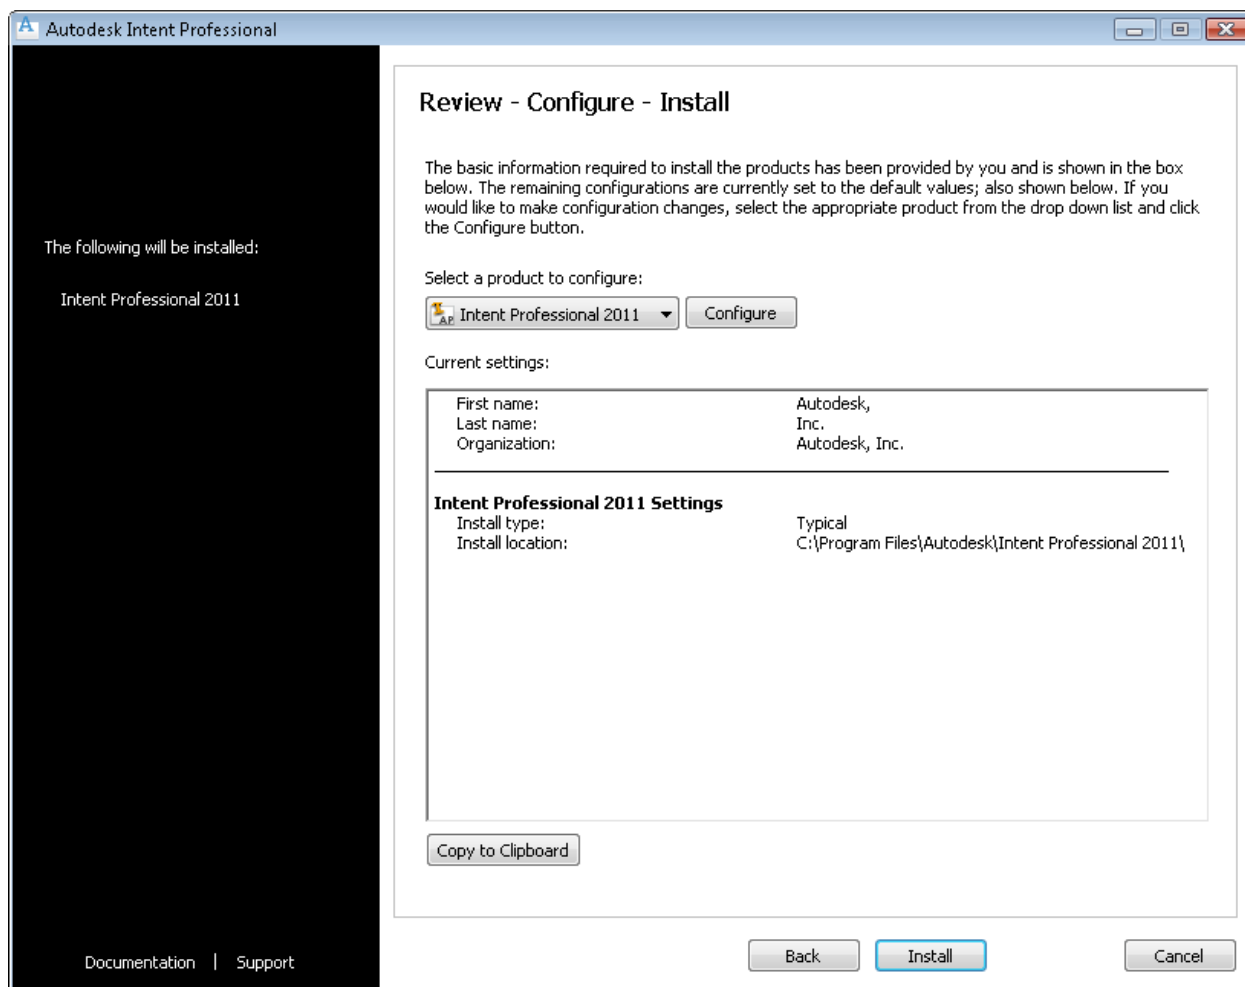 Autodesk Intent Professional
The following will be installed:
Intent Professional 2011
Documentation | Support
Review - Configure - Install
The basic information required to install the products has been provided by you and is shown in the box
below. The remaining configurations are currently set to the default values; also shown below. If you
would like to make configuration changes, select the appropriate product from the drop down list and click
the Configure button.
Select a product to configure:
Intent Professional 2011
Configure
Current settings:
First name: Autodesk,
Last name: Inc.
Organization: Autodesk, Inc.
Intent Professional 2011 Settings
Install type: Typical
Install location: C:\Program Files\Autodesk\Intent Professional 2011\
Copy to Clipboard
Back Install Cancel